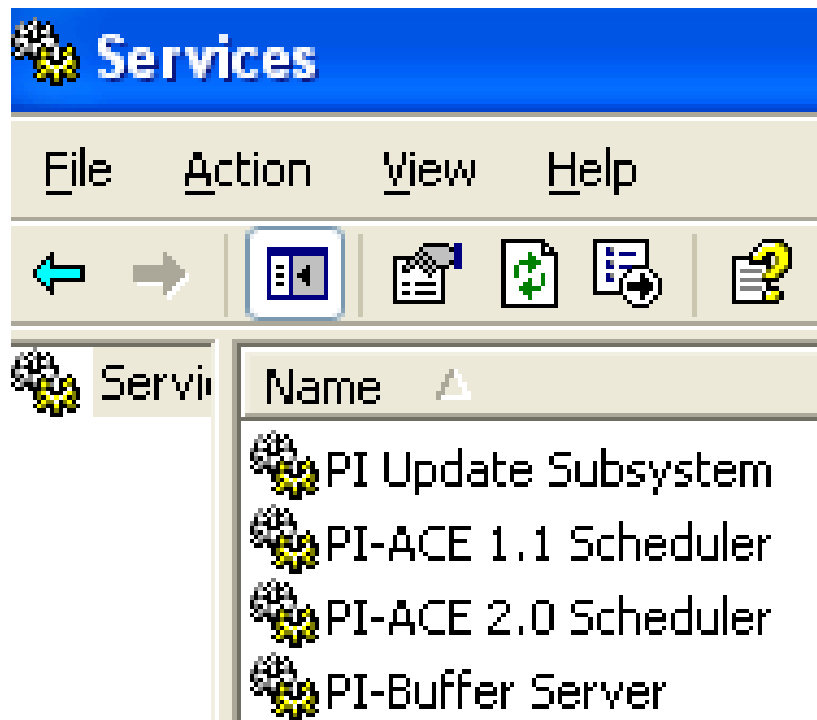 Services
File Action View Help
Servi
Name
PI Update Subsystem
PI-ACE 1.1 Scheduler
PI-ACE 2.0 Scheduler
PI-Buffer Server